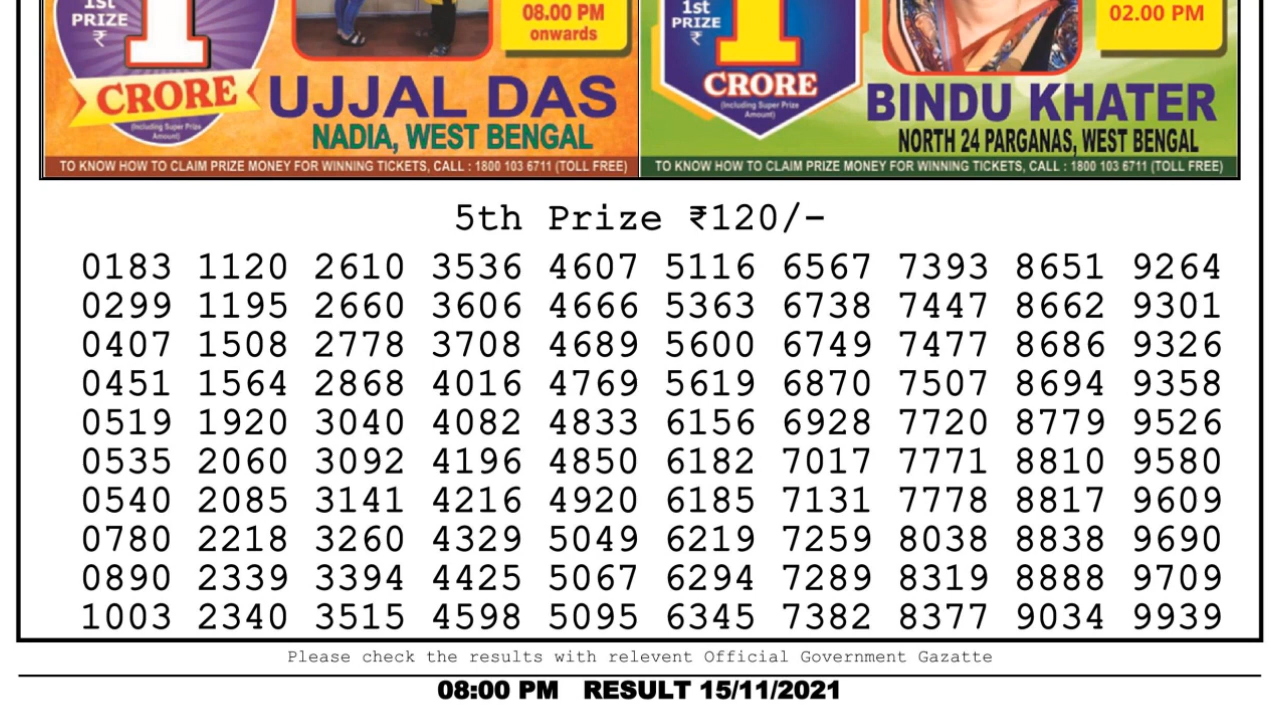 1st
PRIZE
₹
1
CRORE
(Including Super Prize
Amount)
08.00 PM
onwards
UJJAL DAS
NADIA, WEST BENGAL
TO KNOW HOW TO CLAIM PRIZE MONEY FOR WINNING TICKETS, CALL : 1800 103 6711 (TOLL FREE)
1st
PRIZE
₹
1
CRORE
(Including Super Prize
Amount)
02.00 PM
BINDU KHATER
NORTH 24 PARGANAS, WEST BENGAL
TO KNOW HOW TO CLAIM PRIZE MONEY FOR WINNING TICKETS, CALL : 1800 103 6711 (TOLL FREE)
5th Prize ₹120/-
0183 1120 2610 3536 4607 5116 6567 7393 8651 9264
0299 1195 2660 3606 4666 5363 6738 7447 8662 9301
0407 1508 2778 3708 4689 5600 6749 7477 8686 9326
0451 1564 2868 4016 4769 5619 6870 7507 8694 9358
0519 1920 3040 4082 4833 6156 6928 7720 8779 9526
0535 2060 3092 4196 4850 6182 7017 7771 8810 9580
0540 2085 3141 4216 4920 6185 7131 7778 8817 9609
0780 2218 3260 4329 5049 6219 7259 8038 8838 9690
0890 2339 3394 4425 5067 6294 7289 8319 8888 9709
1003 2340 3515 4598 5095 6345 7382 8377 9034 9939
Please check the results with relevent Official Government Gazatte
08:00 PM RESULT 15/11/2021